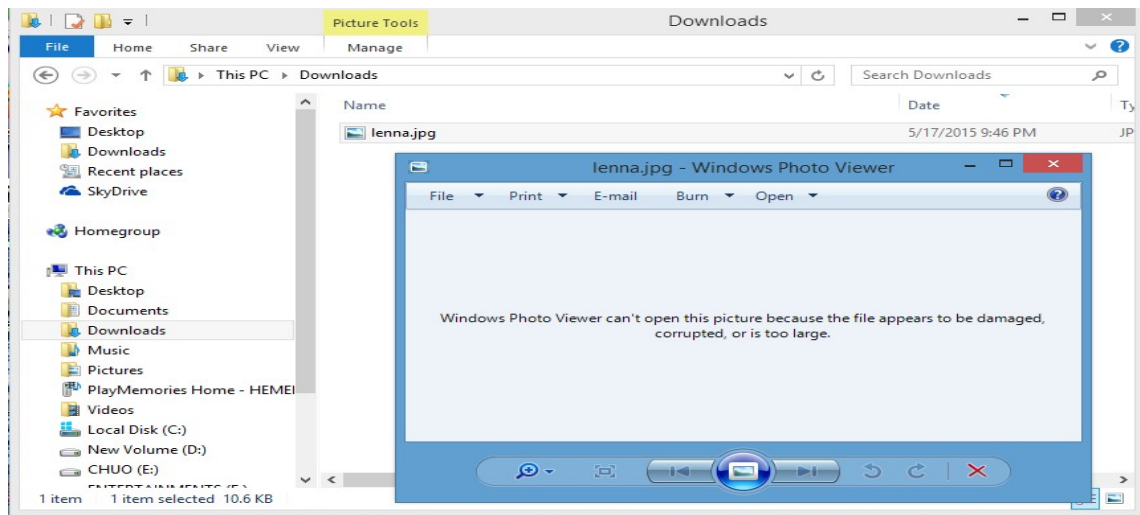 Picture Tools
Downloads
File Home Share View Manage
This PC Downloads
Search Downloads
Favorites
Desktop
Downloads
Recent places
SkyDrive
Homegroup
This PC
Desktop
Documents
Downloads
Music
Pictures
PlayMemories Home - HEMEI
Videos
Local Disk (C:)
New Volume (D:)
CHUO (E:)
Name Date Ty
lenna.jpg 5/17/2015 9:46 PM JP
lenna.jpg - Windows Photo Viewer
File Print E-mail Burn Open
Windows Photo Viewer can't open this picture because the file appears to be damaged,
corrupted, or is too large.
1 item 1 item selected 10.6 KB